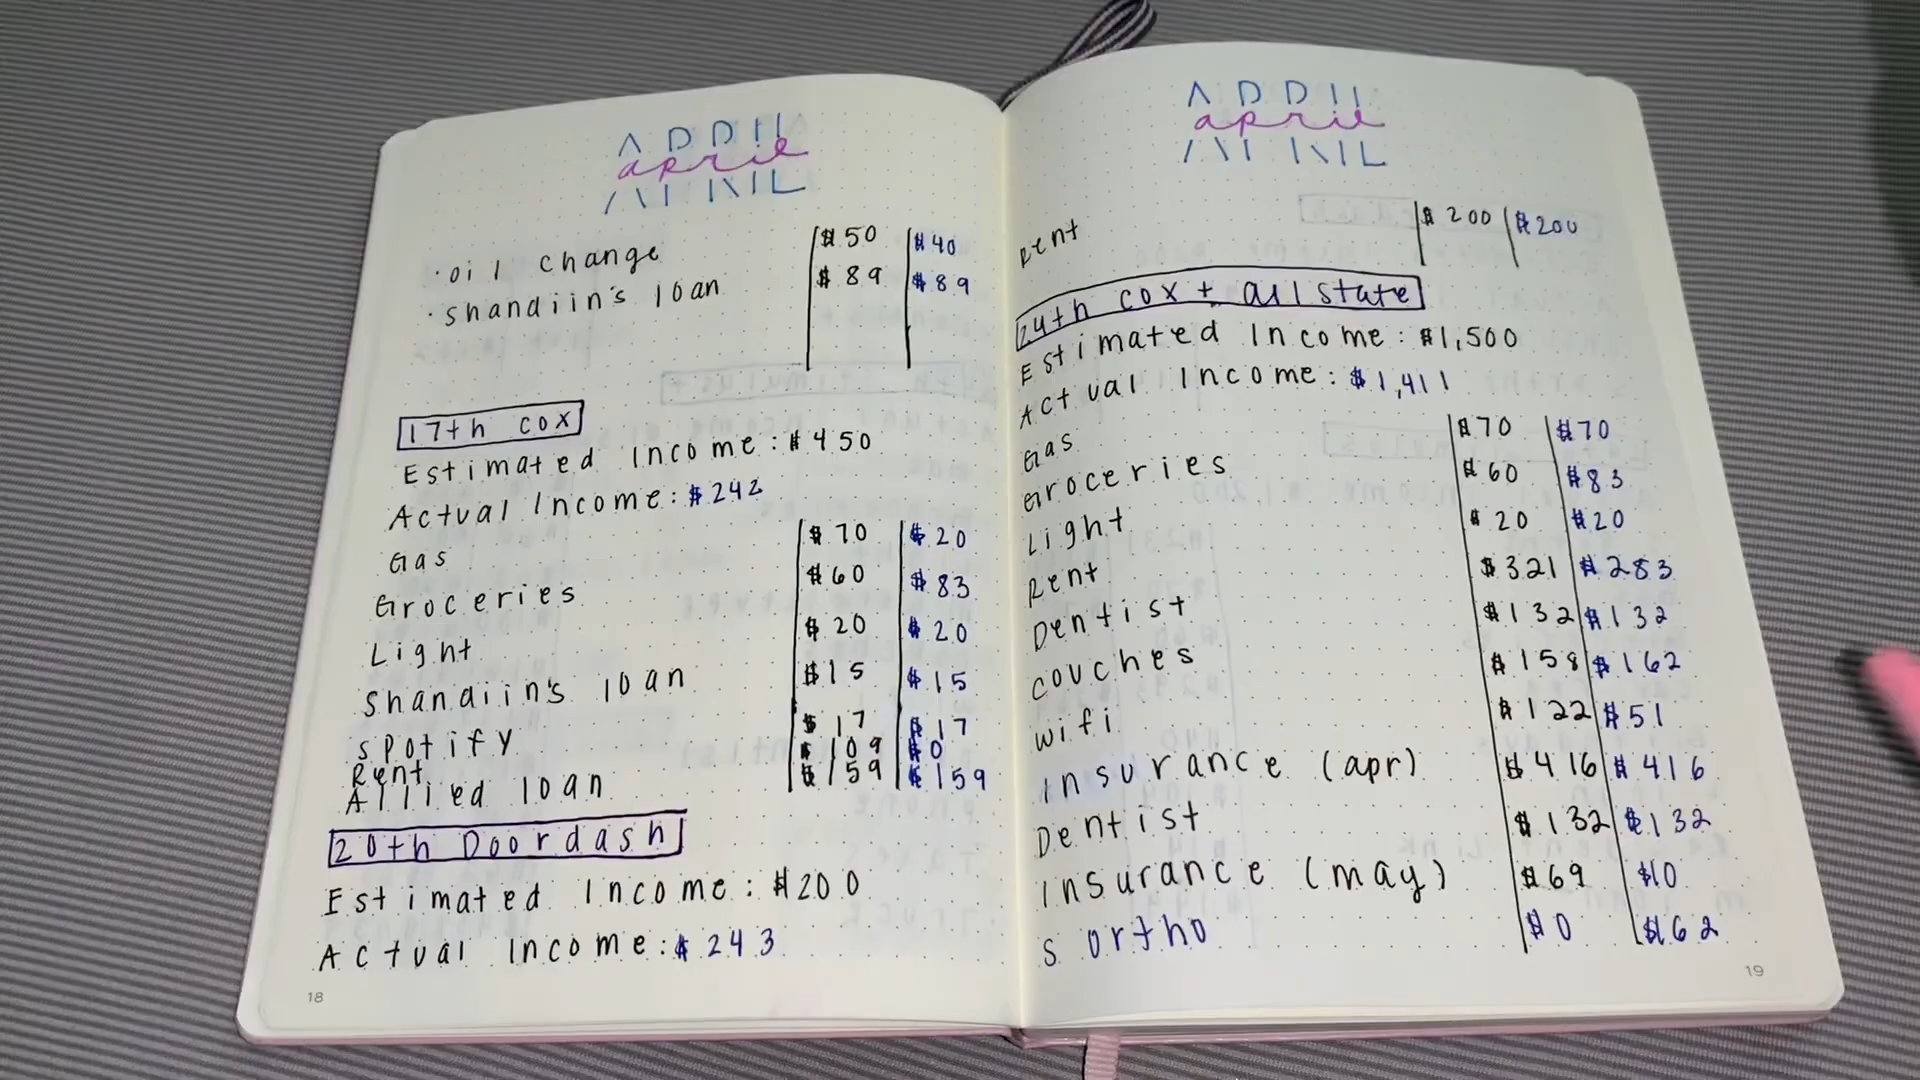 APRIL
april
· oil change $50 $40
· shandiin's loan $89 $89
17th cox
Estimated Income: $450
Actual Income: $242
Gas $70 $20
Groceries $60 $83
Light $20 $20
Shandiin's loan $15 $15
Spotify $17 $17
Rent $109 $0
Allied loan $159 $159
20th Doordash
Estimated Income: $200
Actual Income: $243
18
APRIL
april
Rent $200 $200
24th cox + allstate
Estimated Income: $1,500
Actual Income: $1,411
Gas $70 $70
Groceries $60 $83
Light $20 $20
Rent $321 $283
Dentist $132 $132
couches $158 $162
wifi $122 $51
insurance (apr) $416 $416
Dentist $132 $132
insurance (may) $69 $10
S ortho $0 $162
19